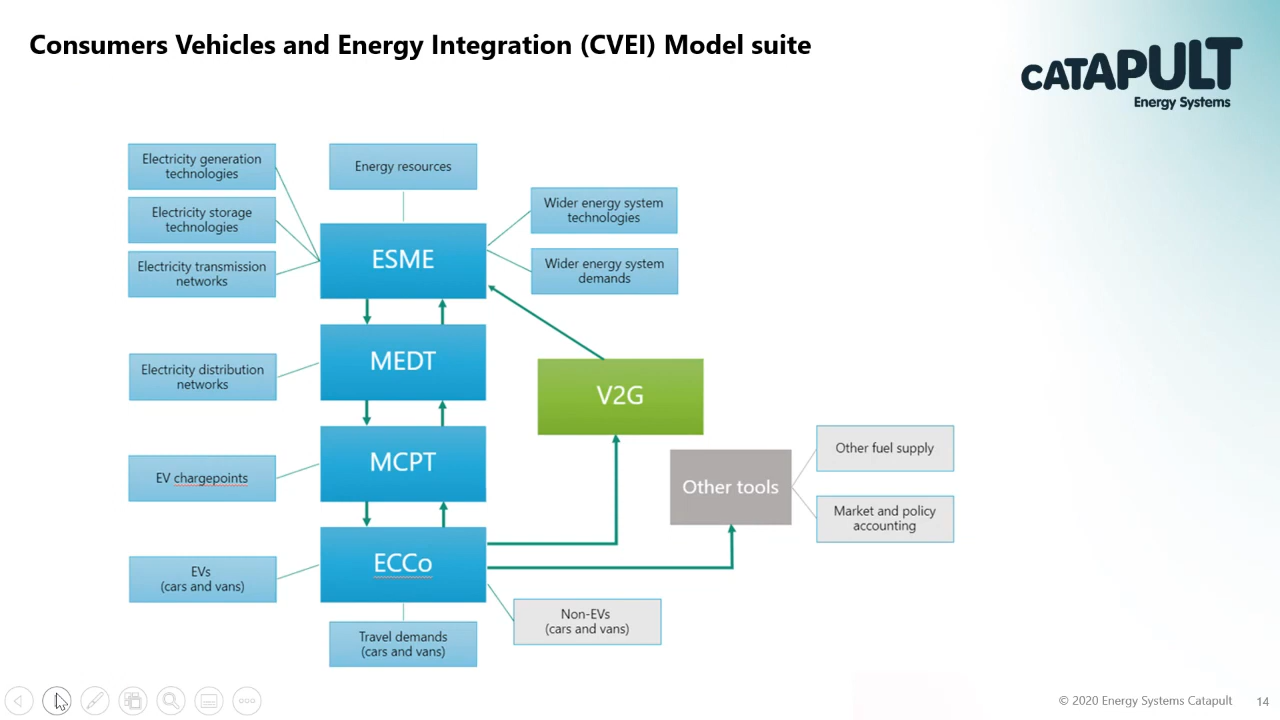 Consumers Vehicles and Energy Integration (CVEI) Model suite
CATAPULT
Energy Systems
Electricity generation
technologies
Energy resources
Electricity storage
technologies
Wider energy system
technologies
Electricity transmission
networks
ESME
Wider energy system
demands
Electricity distribution
networks
MEDT
V2G
EV chargepoints
MCPT
Other tools
Other fuel supply
Market and policy
accounting
EVs
(cars and vans)
ECCo
Non-EVs
(cars and vans)
Travel demands
(cars and vans)
© 2020 Energy Systems Catapult
14